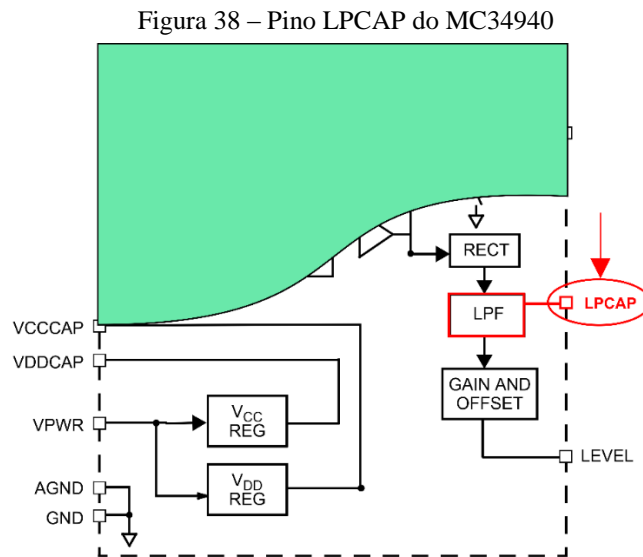 Figura 38 – Pino LPCAP do MC34940
RECT
LPF
LPCAP
VCCCAP
VDDCAP
GAIN AND
OFFSET
VPWR
VCC
REG
LEVEL
VDD
REG
AGND
GND